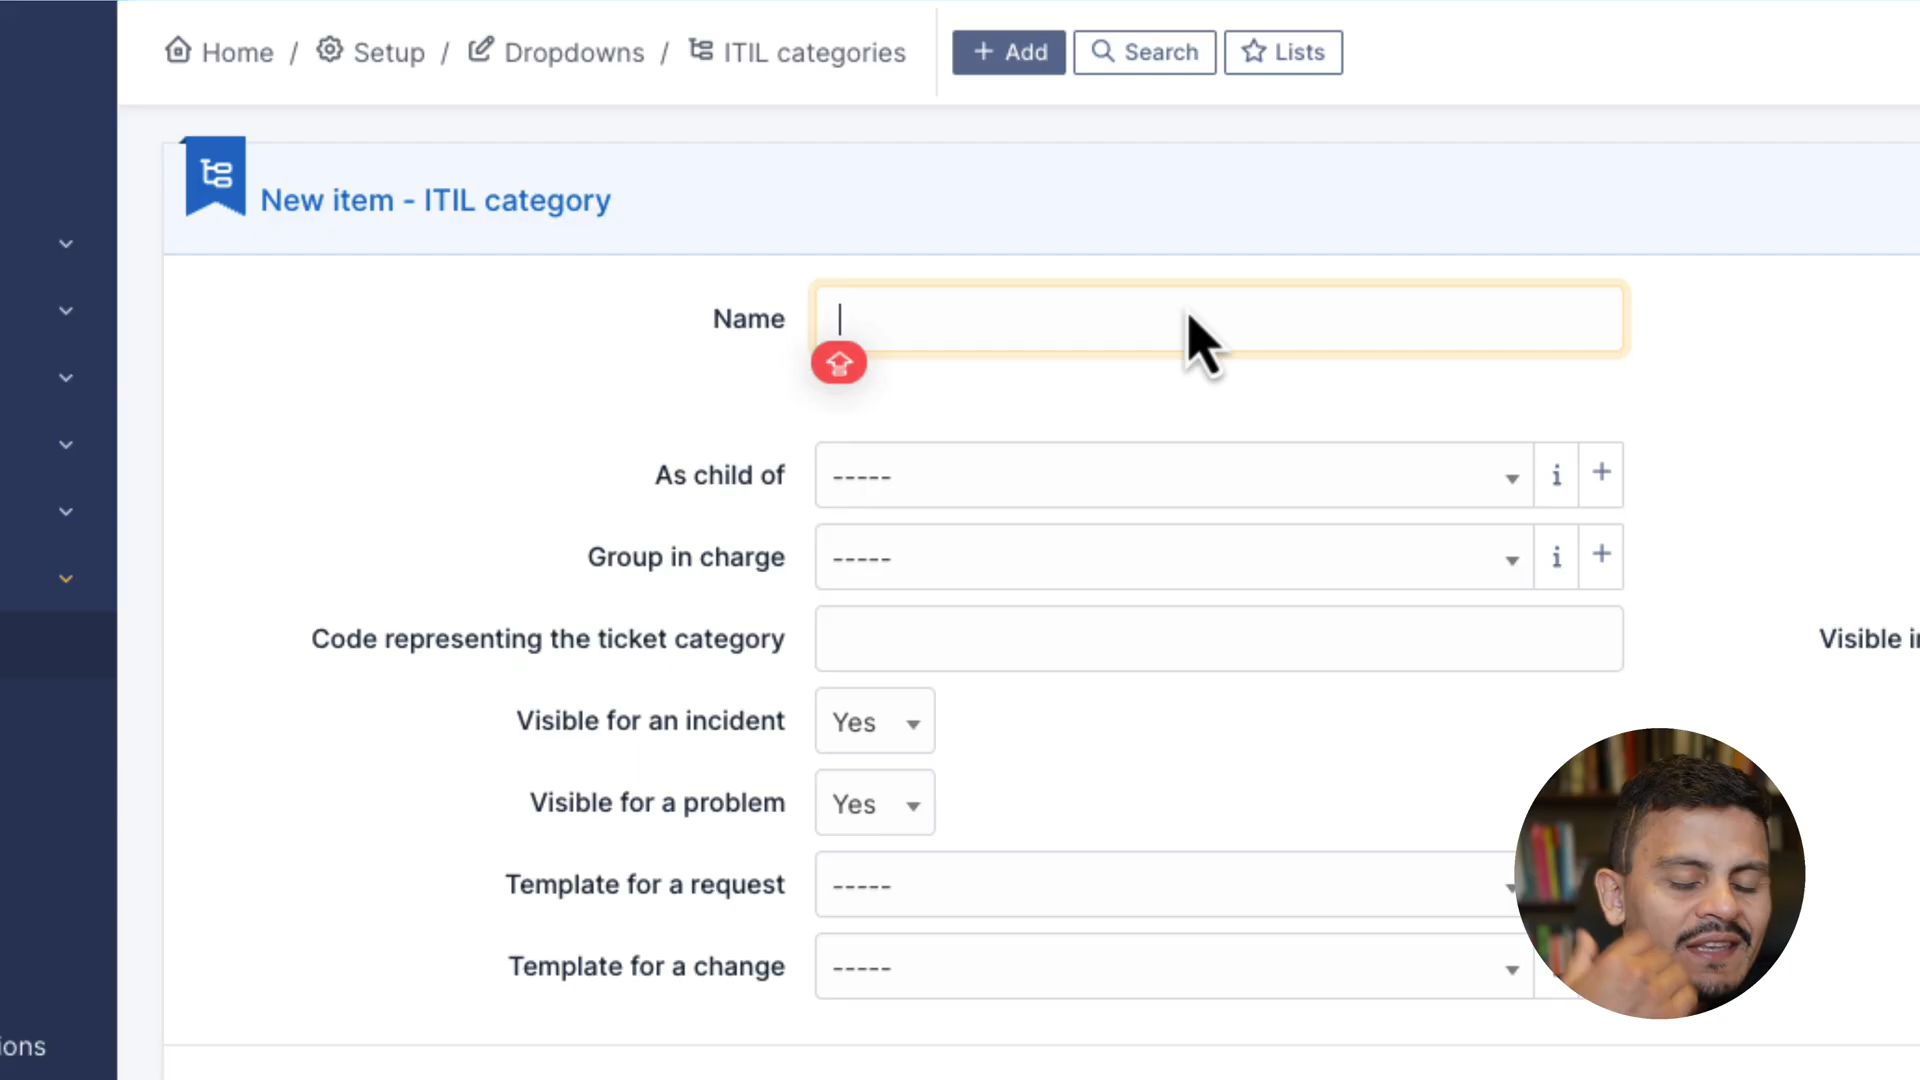 Home / Setup / Dropdowns / ITIL categories
+ Add
Search
Lists
New item - ITIL category
Name
As child of
-----
i
+
Group in charge
-----
i
+
Code representing the ticket category
Visible for an incident
Yes
Visible for a problem
Yes
Template for a request
-----
Template for a change
-----
Visible i
ions